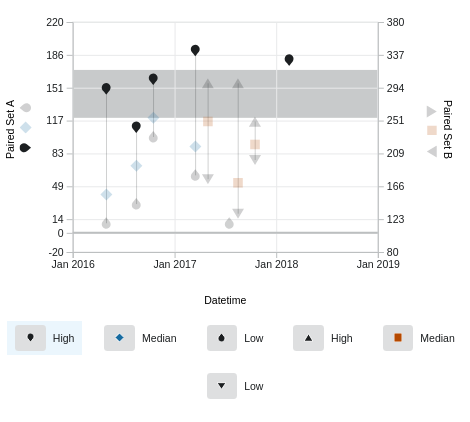 220 380
186 337
151 294
117 251
83 209
49 166
14 123
0
-20 80
Paired Set A
Paired Set B
Jan 2016 Jan 2017 Jan 2018 Jan 2019
Datetime
High Median Low High Median
Low